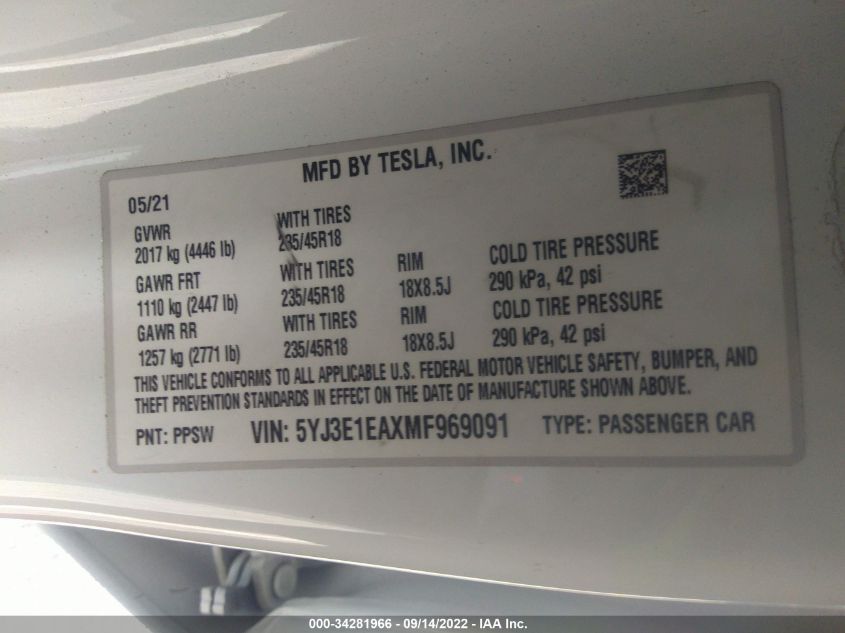 MFD BY TESLA, INC.
05/21
GVWR WITH TIRES
2017 kg (4446 lb) 235/45R18
GAWR FRT WITH TIRES RIM COLD TIRE PRESSURE
1110 kg (2447 lb) 235/45R18 18X8.5J 290 kPa, 42 psi
GAWR RR WITH TIRES RIM COLD TIRE PRESSURE
1257 kg (2771 lb) 235/45R18 18X8.5J 290 kPa, 42 psi
THIS VEHICLE CONFORMS TO ALL APPLICABLE U.S. FEDERAL MOTOR VEHICLE SAFETY, BUMPER, AND
THEFT PREVENTION STANDARDS IN EFFECT ON THE DATE OF MANUFACTURE SHOWN ABOVE.
PNT: PPSW VIN: 5YJ3E1EAXMF969091 TYPE: PASSENGER CAR
000-34281966 - 09/14/2022 - IAA Inc.